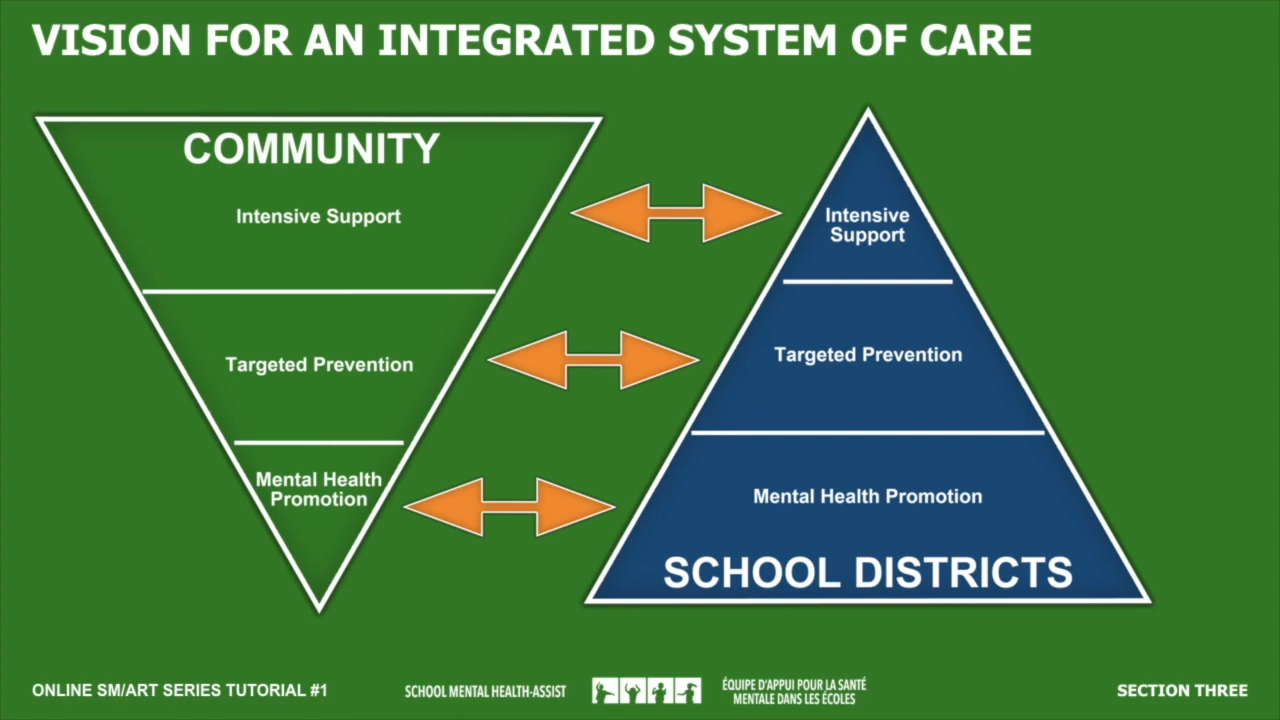 VISION FOR AN INTEGRATED SYSTEM OF CARE
COMMUNITY
Intensive Support
Targeted Prevention
Mental Health
Promotion
Intensive
Support
Targeted Prevention
Mental Health Promotion
SCHOOL DISTRICTS
ONLINE SM/ART SERIES TUTORIAL #1
SCHOOL MENTAL HEALTH-ASSIST
ÉQUIPE D'APPUI POUR LA SANTÉ
MENTALE DANS LES ÉCOLES
SECTION THREE